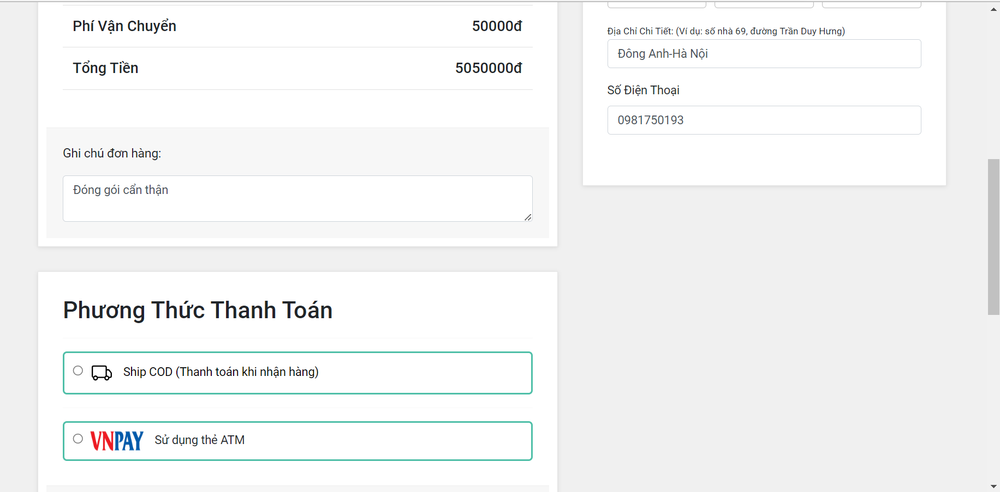 Phí Vận Chuyển 50000đ
Tổng Tiền 5050000đ
Ghi chú đơn hàng:
Đóng gói cẩn thận
Phương Thức Thanh Toán
Ship COD (Thanh toán khi nhận hàng)
VNPAY Sử dụng thẻ ATM
Địa Chỉ Chi Tiết: (Ví dụ: số nhà 69, đường Trần Duy Hưng)
Đông Anh-Hà Nội
Số Điện Thoại
0981750193